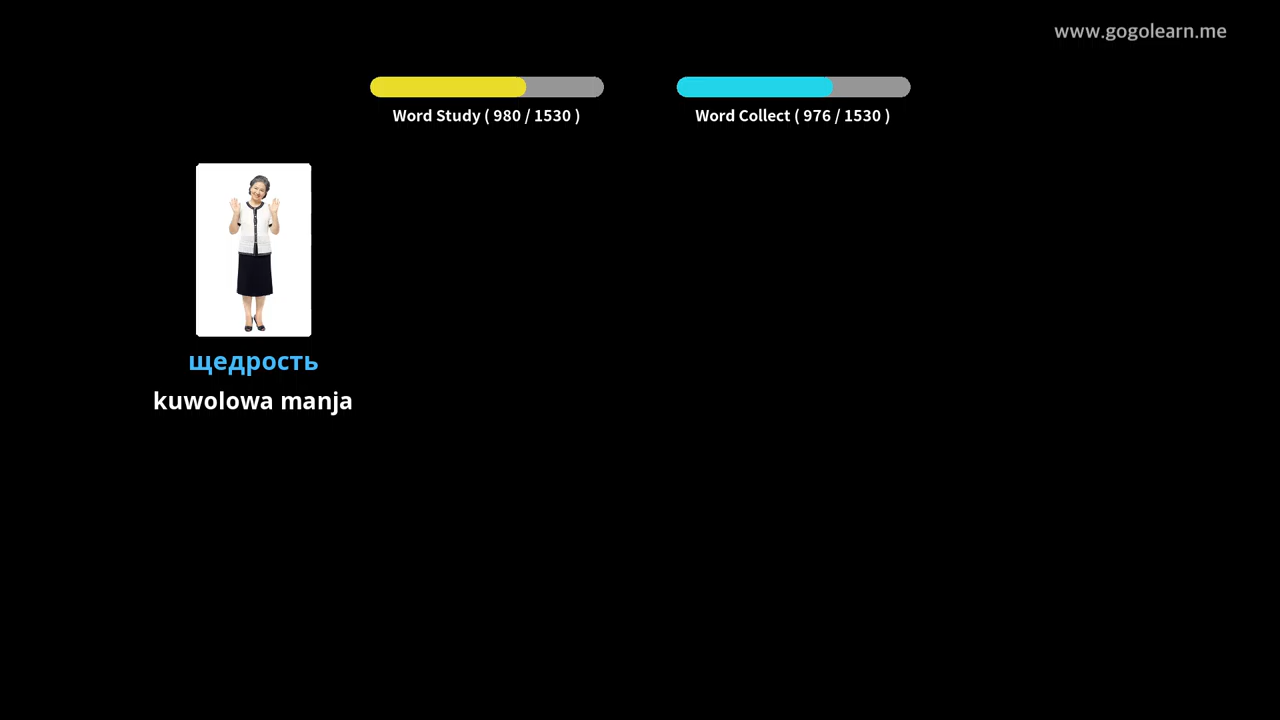 www.gogolearn.me
Word Study ( 980 / 1530 )
Word Collect ( 976 / 1530 )
щедрость
kuwolowa manja